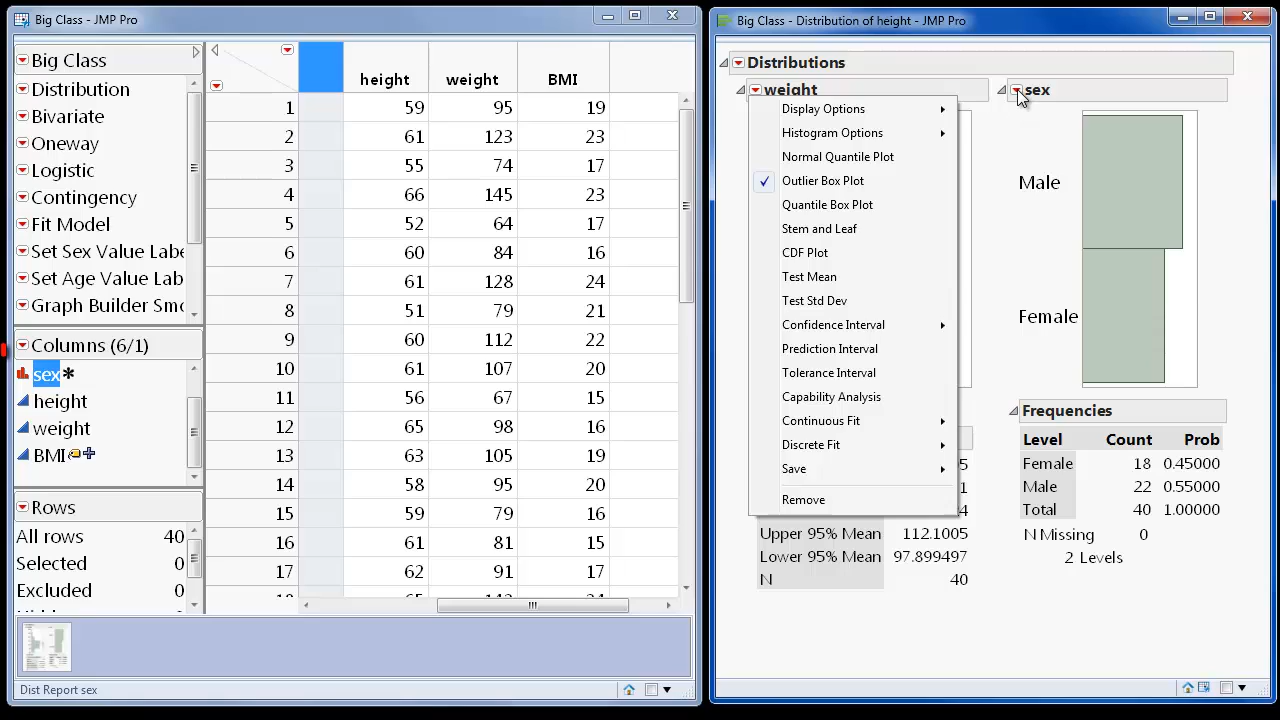 Big Class - JMP Pro
Big Class
Distribution
Bivariate
Oneway
Logistic
Contingency
Fit Model
Set Sex Value Labe
Set Age Value Lab
Graph Builder Smo
Columns (6/1)
sex *
height
weight
BMI
Rows
All rows 40
Selected 0
Excluded 0
height weight BMI
1 59 95 19
2 61 123 23
3 55 74 17
4 66 145 23
5 52 64 17
6 60 84 16
7 61 128 24
8 51 79 21
9 60 112 22
10 61 107 20
11 56 67 15
12 65 98 16
13 63 105 19
14 58 95 20
15 59 79 16
16 61 81 15
17 62 91 17
Dist Report sex
Big Class - Distribution of height - JMP Pro
Distributions
weight
Display Options
Histogram Options
Normal Quantile Plot
Outlier Box Plot
Quantile Box Plot
Stem and Leaf
CDF Plot
Test Mean
Test Std Dev
Confidence Interval
Prediction Interval
Tolerance Interval
Capability Analysis
Continuous Fit
Discrete Fit
Save
Remove
5
1
4
Upper 95% Mean 112.1005
Lower 95% Mean 97.899497
N 40
sex
Male
Female
Frequencies
Level Count Prob
Female 18 0.45000
Male 22 0.55000
Total 40 1.00000
N Missing 0
2 Levels